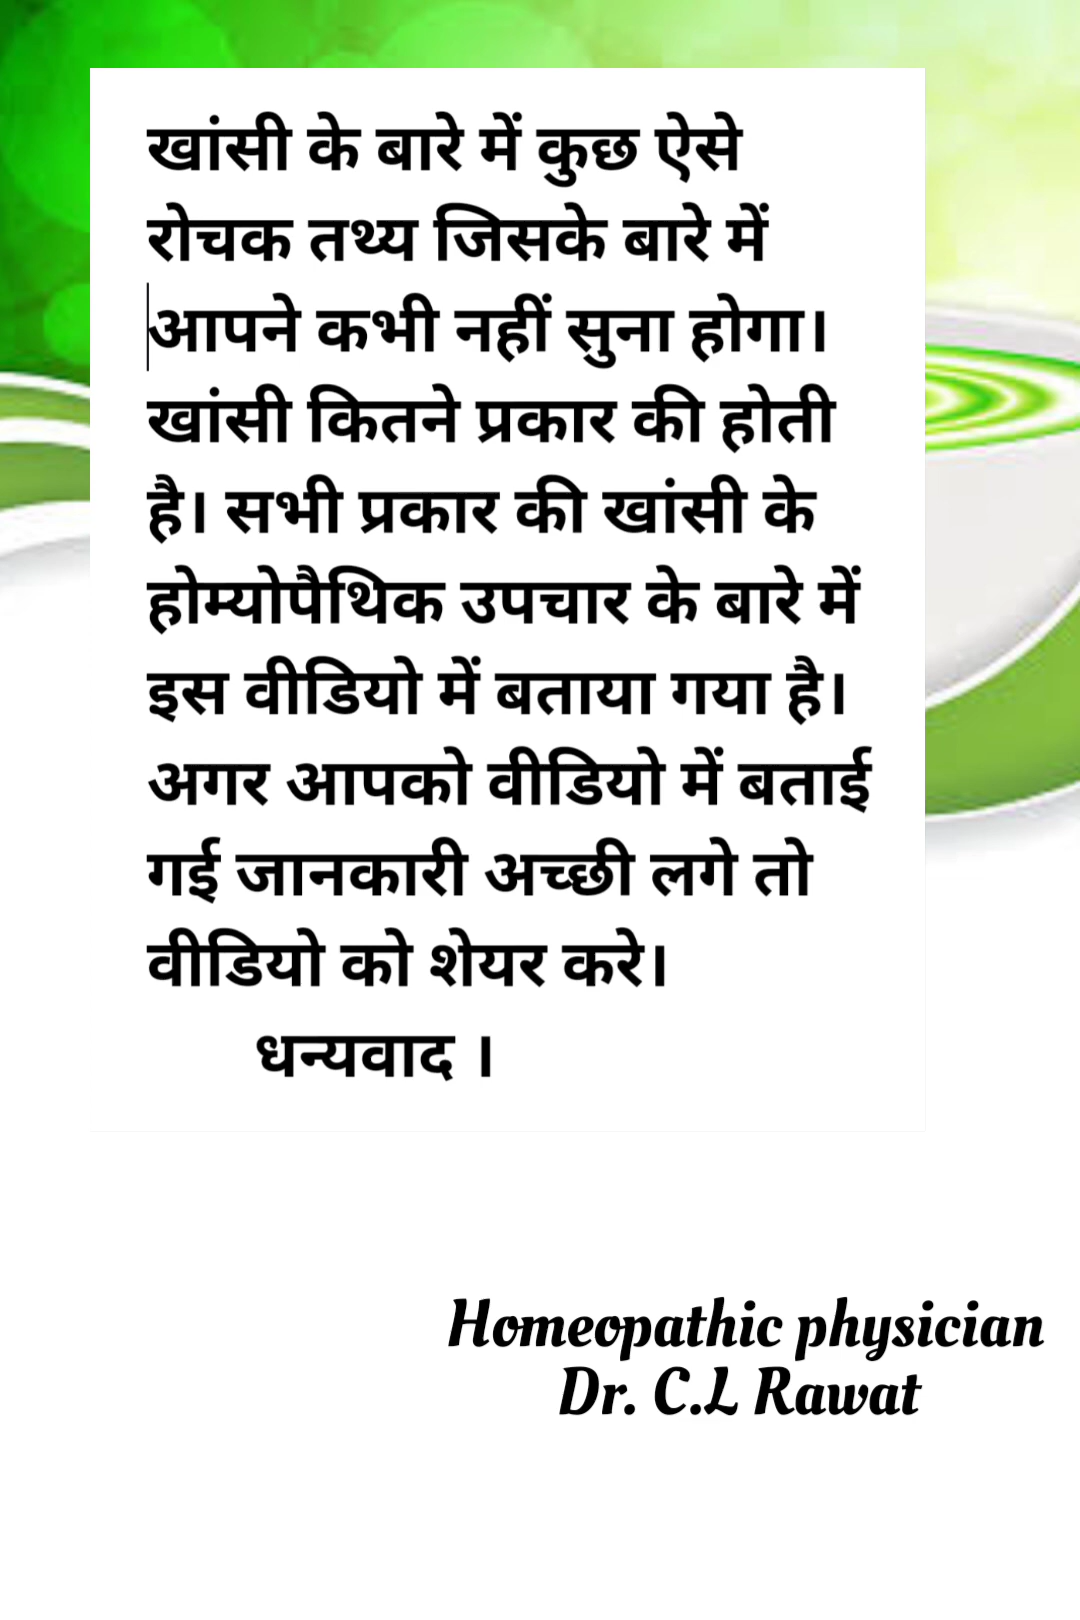 खांसी के बारे में कुछ ऐसे
रोचक तथ्य जिसके बारे में
आपने कभी नहीं सुना होगा।
खांसी कितने प्रकार की होती
है। सभी प्रकार की खांसी के
होम्योपैथिक उपचार के बारे में
इस वीडियो में बताया गया है।
अगर आपको वीडियो में बताई
गई जानकारी अच्छी लगे तो
वीडियो को शेयर करे।
धन्यवाद ।
Homeopathic physician
Dr. C.L Rawat